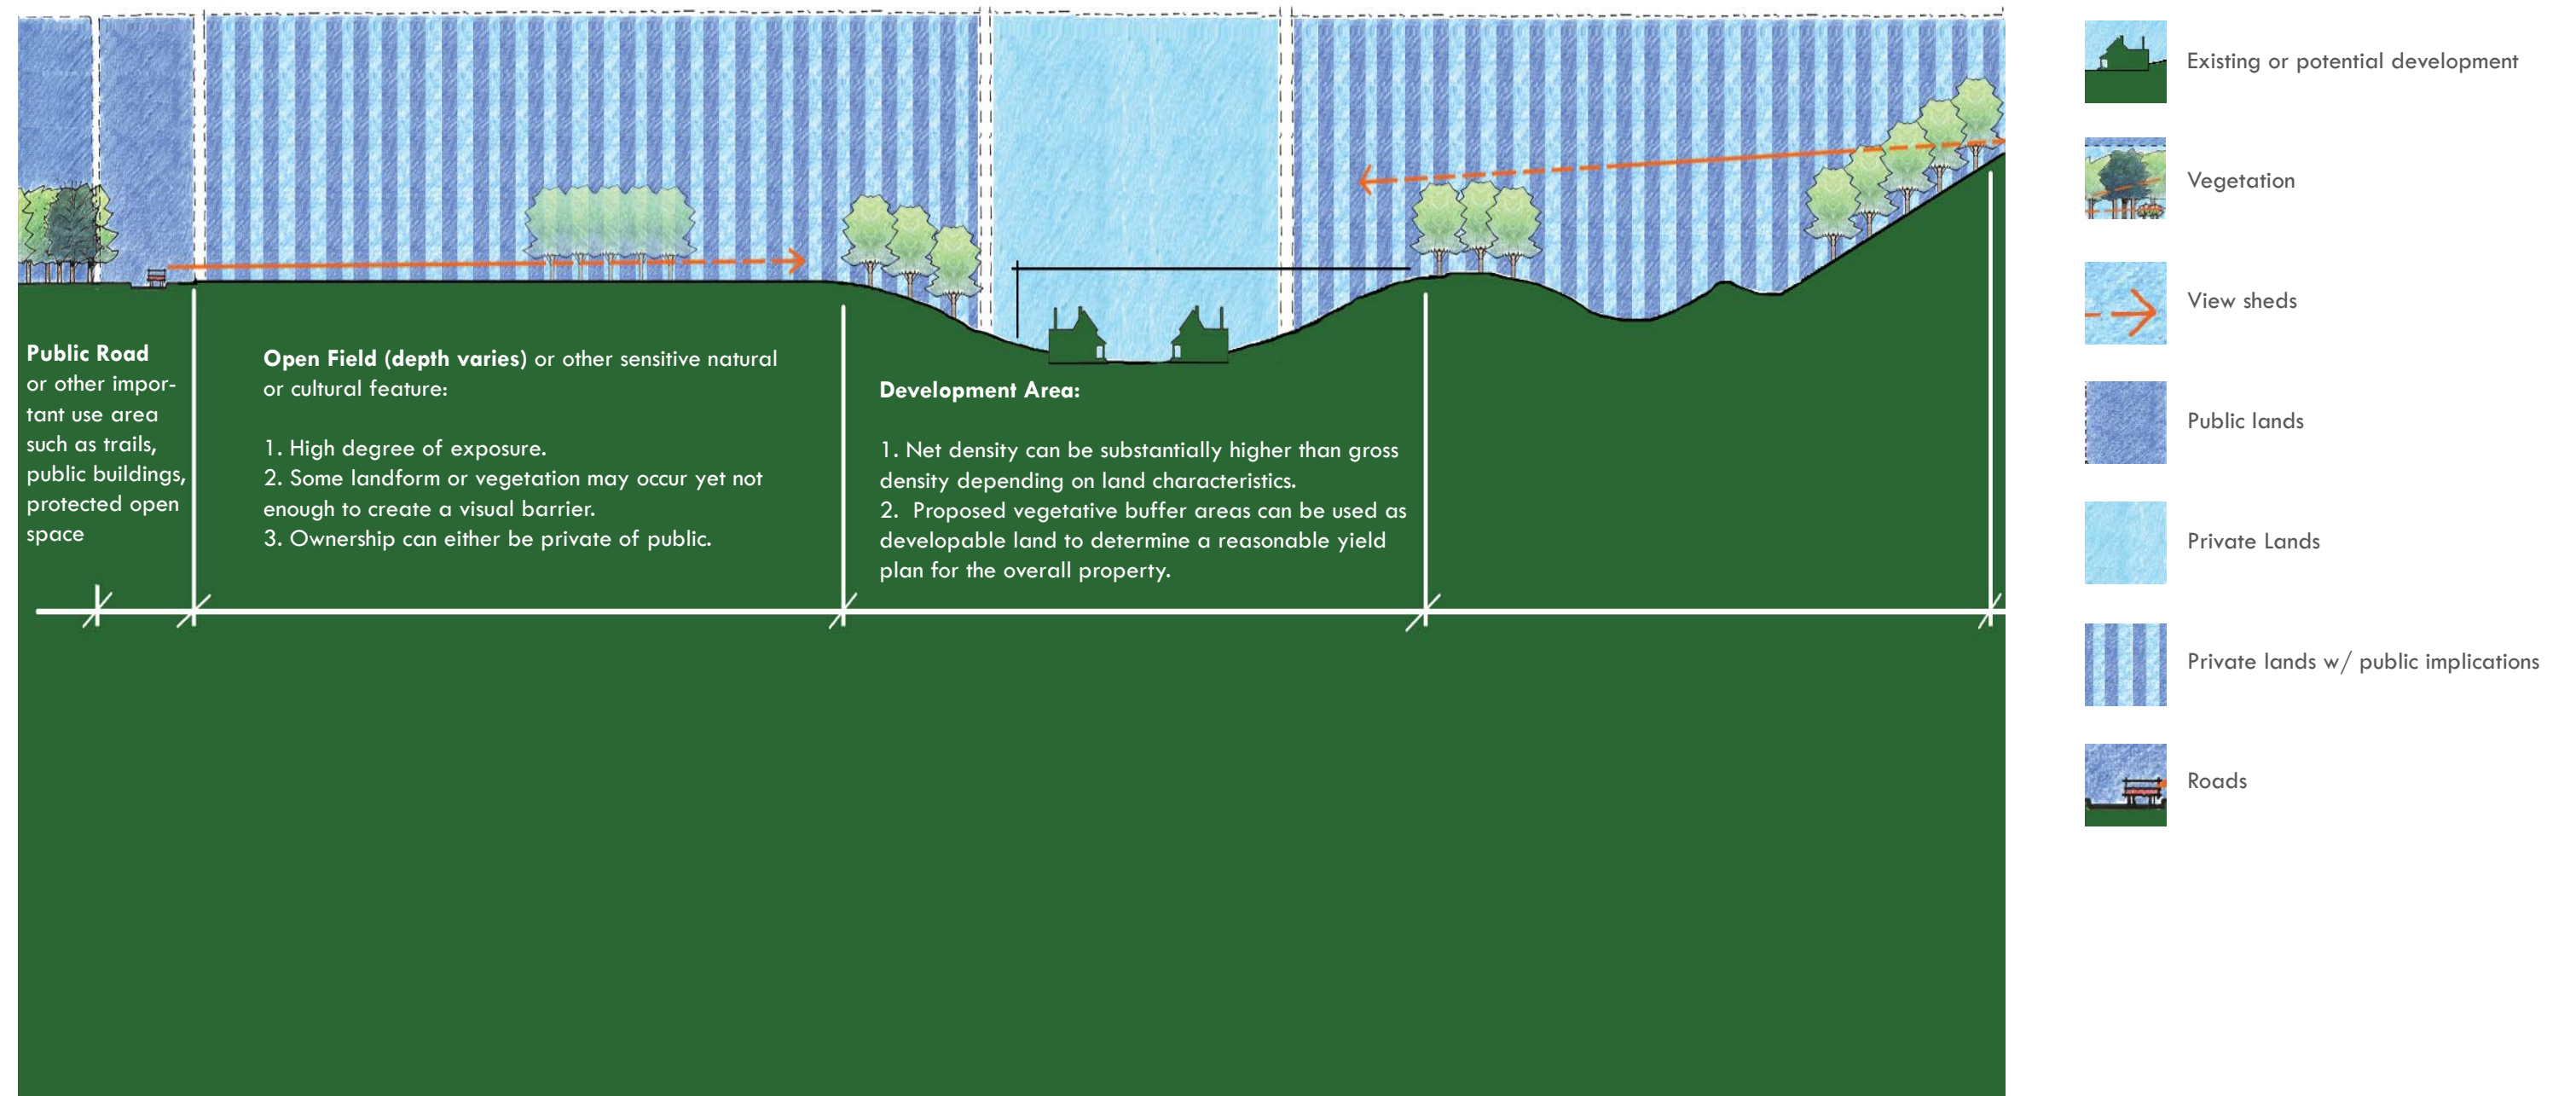 Public Road
or other impor-
tant use area
such as trails,
public buildings,
protected open
space
Open Field (depth varies) or other sensitive natural
or cultural feature:
1. High degree of exposure.
2. Some landform or vegetation may occur yet not
enough to create a visual barrier.
3. Ownership can either be private of public.
Development Area:
1. Net density can be substantially higher than gross
density depending on land characteristics.
2.  Proposed vegetative buffer areas can be used as
developable land to determine a reasonable yield
plan for the overall property.
Existing or potential development
Vegetation
View sheds
Public lands
Private Lands
Private lands w/ public implications
Roads